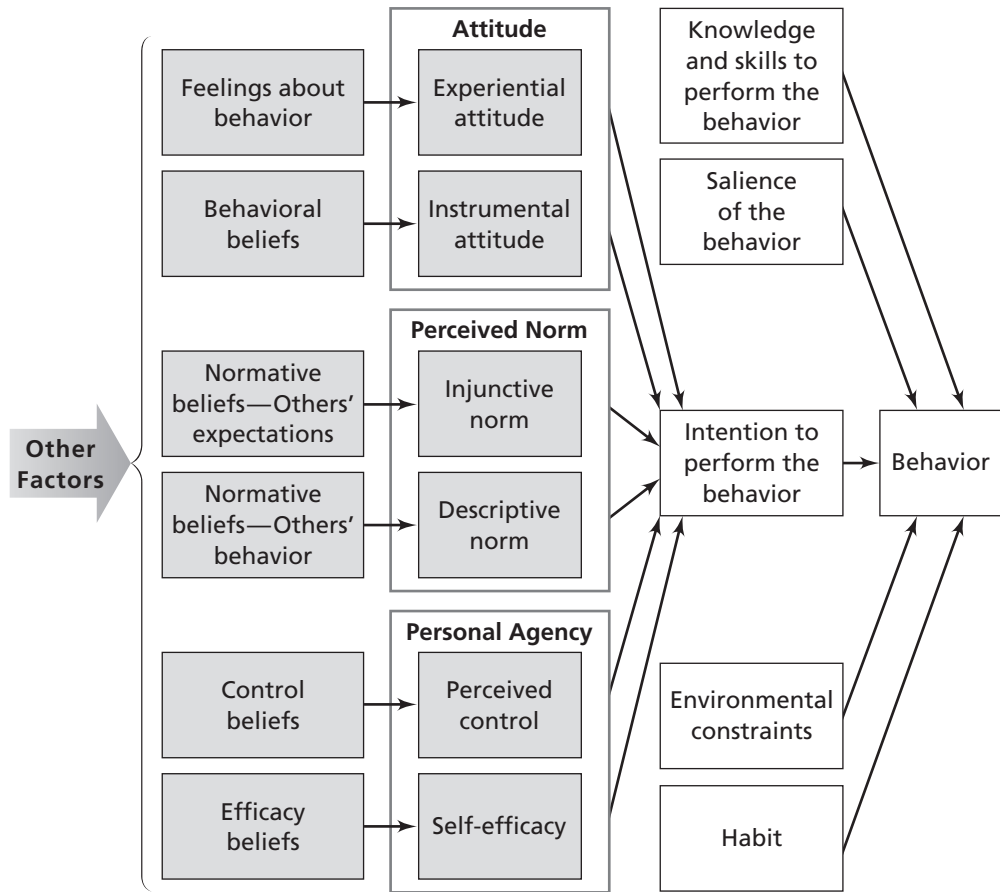 Other
Factors
Feelings about
behavior
Behavioral
beliefs
Normative
beliefs—Others’
expectations
Normative
beliefs—Others’
behavior
Control
beliefs
Efficacy
beliefs
Attitude
Experiential
attitude
Instrumental
attitude
Perceived Norm
Injunctive
norm
Descriptive
norm
Personal Agency
Perceived
control
Self-efficacy
Knowledge
and skills to
perform the
behavior
Salience
of the
behavior
Intention to
perform the
behavior
Environmental
constraints
Habit
Behavior